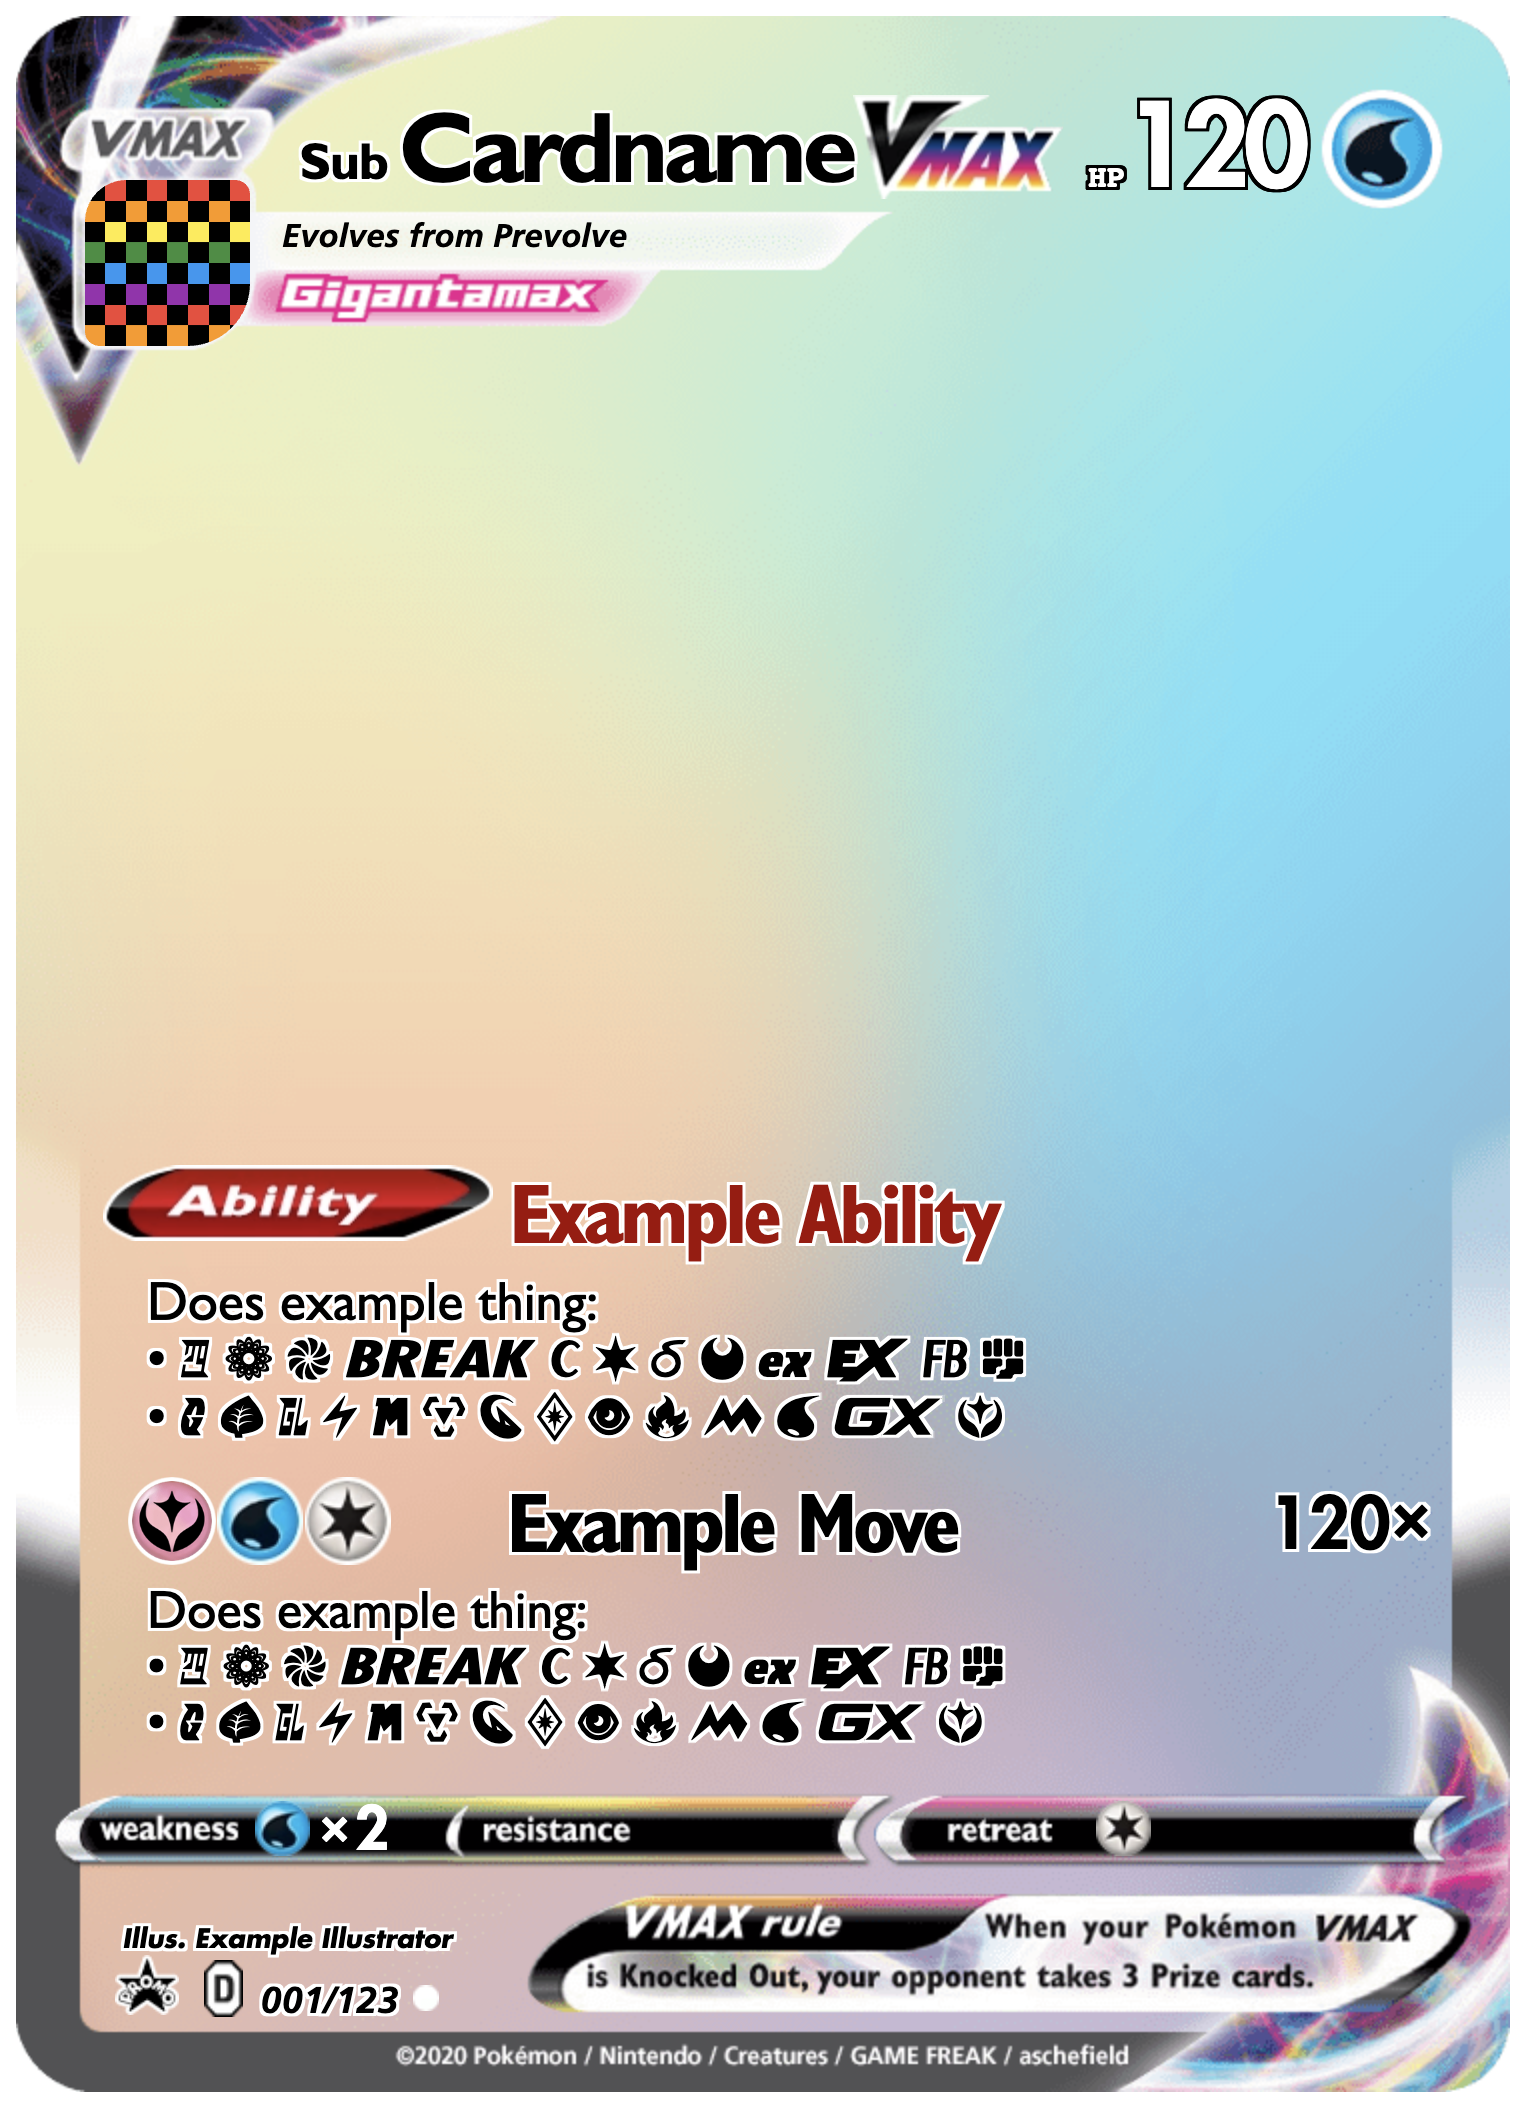 VMAX
Sub Cardname VMAX HP 120
Evolves from Prevolve
Gigantamax
Ability Example Ability
Does example thing:
• BREAK C δ ex EX FB
• G GL M GX
Example Move 120×
Does example thing:
• BREAK C δ ex EX FB
• G GL M GX
weakness ×2 resistance retreat
Illus. Example Illustrator
VMAX rule When your Pokémon VMAX
is Knocked Out, your opponent takes 3 Prize cards.
PROMO D 001/123
©2020 Pokémon / Nintendo / Creatures / GAME FREAK / aschefield